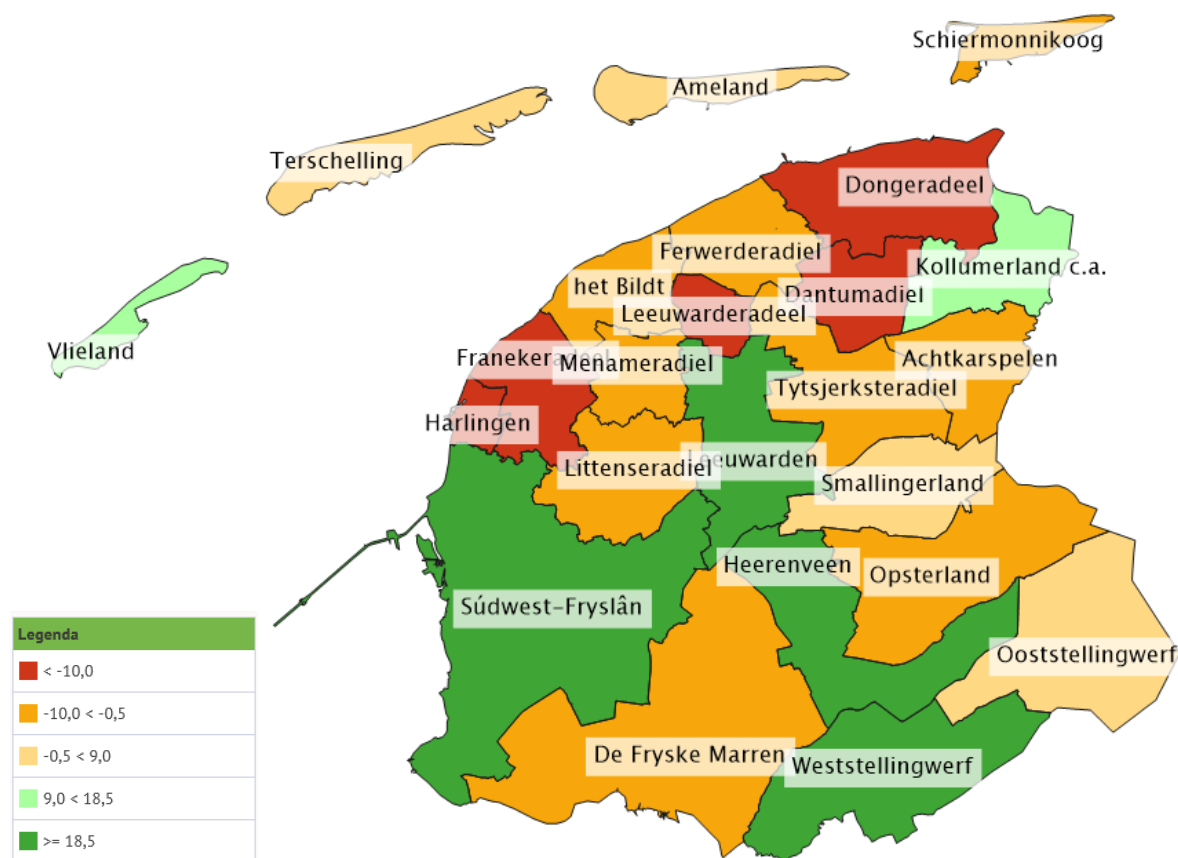 Schiermonnikoog
Ameland
Terschelling
Dongeradeel
Ferwerderadiel
Kollumerland c.a.
het Bildt
Dantumadiel
Leeuwarderadeel
Vlieland
Franekeradeel
Menameradiel
Achtkarspelen
Tytsjerksteradiel
Harlingen
Littenseradiel
Leeuwarden
Smallingerland
Heerenveen
Opsterland
Súdwest-Fryslân
Ooststellingwerf
De Fryske Marren
Weststellingwerf
Legenda
< -10,0
-10,0 < -0,5
-0,5 < 9,0
9,0 < 18,5
>= 18,5